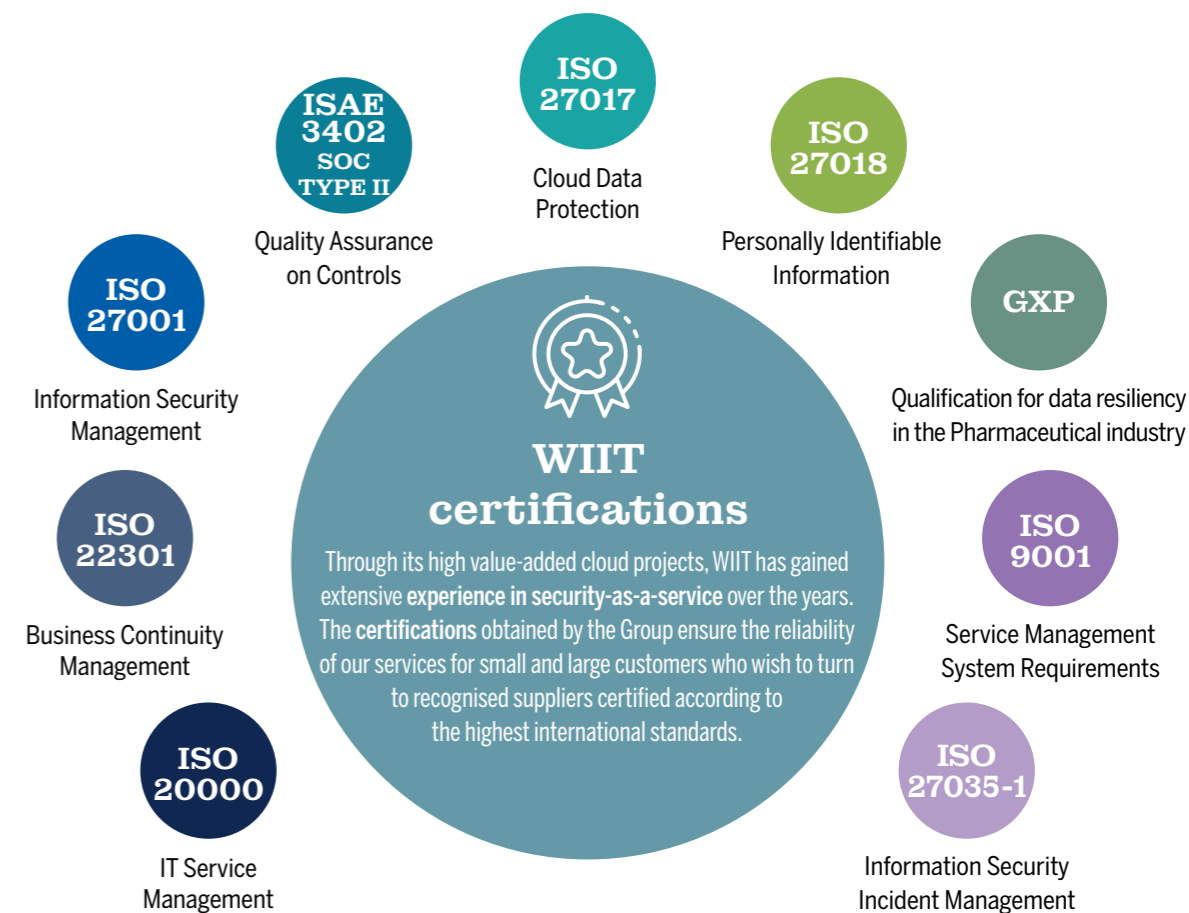 ISO
27017
Cloud Data
Protection
ISAE
3402
SOC
TYPE II
Quality Assurance
on Controls
ISO
27018
Personally Identifiable
Information
ISO
27001
Information Security
Management
GXP
Qualification for data resiliency
in the Pharmaceutical industry
WIIT
certifications
Through its high value-added cloud projects, WIIT has gained
extensive experience in security-as-a-service over the years.
The certifications obtained by the Group ensure the reliability
of our services for small and large customers who wish to turn
to recognised suppliers certified according to
the highest international standards.
ISO
22301
Business Continuity
Management
ISO
9001
Service Management
System Requirements
ISO
20000
IT Service
Management
ISO
27035-1
Information Security
Incident Management